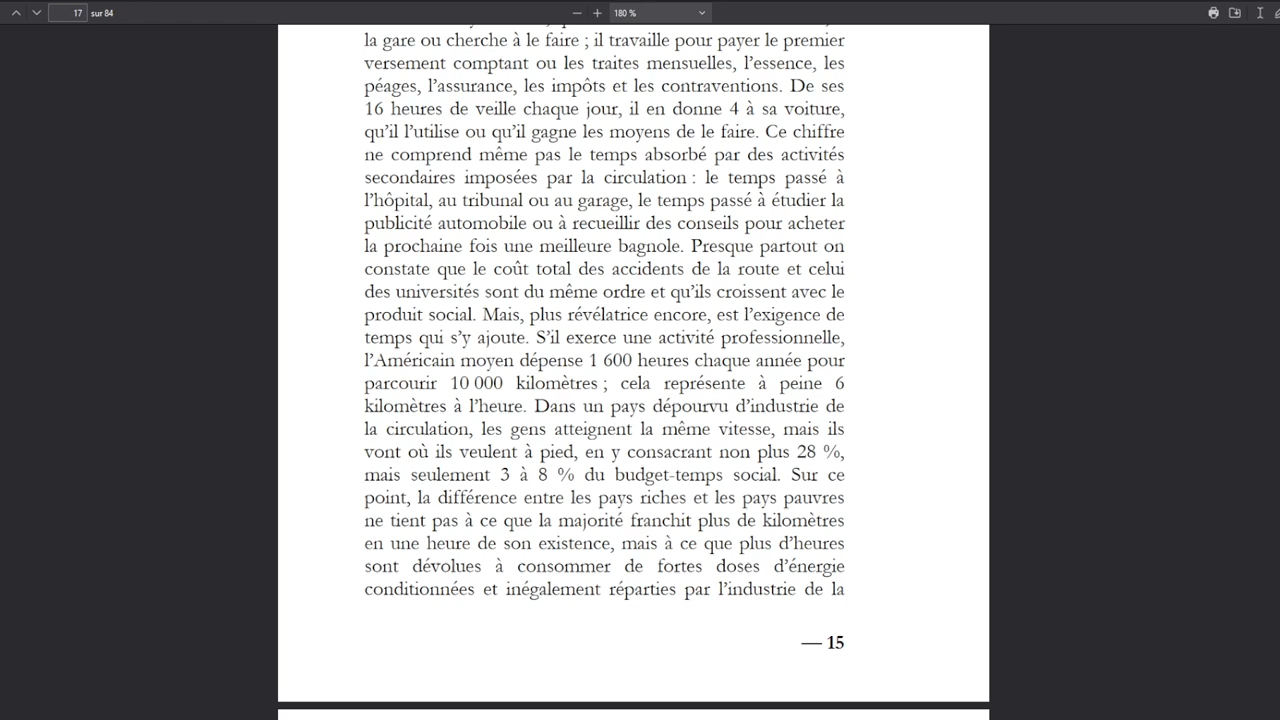 17 sur 84
180 %
la gare ou cherche à le faire ; il travaille pour payer le premier
versement comptant ou les traites mensuelles, l’essence, les
péages, l’assurance, les impôts et les contraventions. De ses
16 heures de veille chaque jour, il en donne 4 à sa voiture,
qu’il l’utilise ou qu’il gagne les moyens de le faire. Ce chiffre
ne comprend même pas le temps absorbé par des activités
secondaires imposées par la circulation : le temps passé à
l’hôpital, au tribunal ou au garage, le temps passé à étudier la
publicité automobile ou à recueillir des conseils pour acheter
la prochaine fois une meilleure bagnole. Presque partout on
constate que le coût total des accidents de la route et celui
des universités sont du même ordre et qu’ils croissent avec le
produit social. Mais, plus révélatrice encore, est l’exigence de
temps qui s’y ajoute. S’il exerce une activité professionnelle,
l’Américain moyen dépense 1 600 heures chaque année pour
parcourir 10 000 kilomètres ; cela représente à peine 6
kilomètres à l’heure. Dans un pays dépourvu d’industrie de
la circulation, les gens atteignent la même vitesse, mais ils
vont où ils veulent à pied, en y consacrant non plus 28 %,
mais seulement 3 à 8 % du budget-temps social. Sur ce
point, la différence entre les pays riches et les pays pauvres
ne tient pas à ce que la majorité franchit plus de kilomètres
en une heure de son existence, mais à ce que plus d’heures
sont dévolues à consommer de fortes doses d’énergie
conditionnées et inégalement réparties par l’industrie de la
— 15